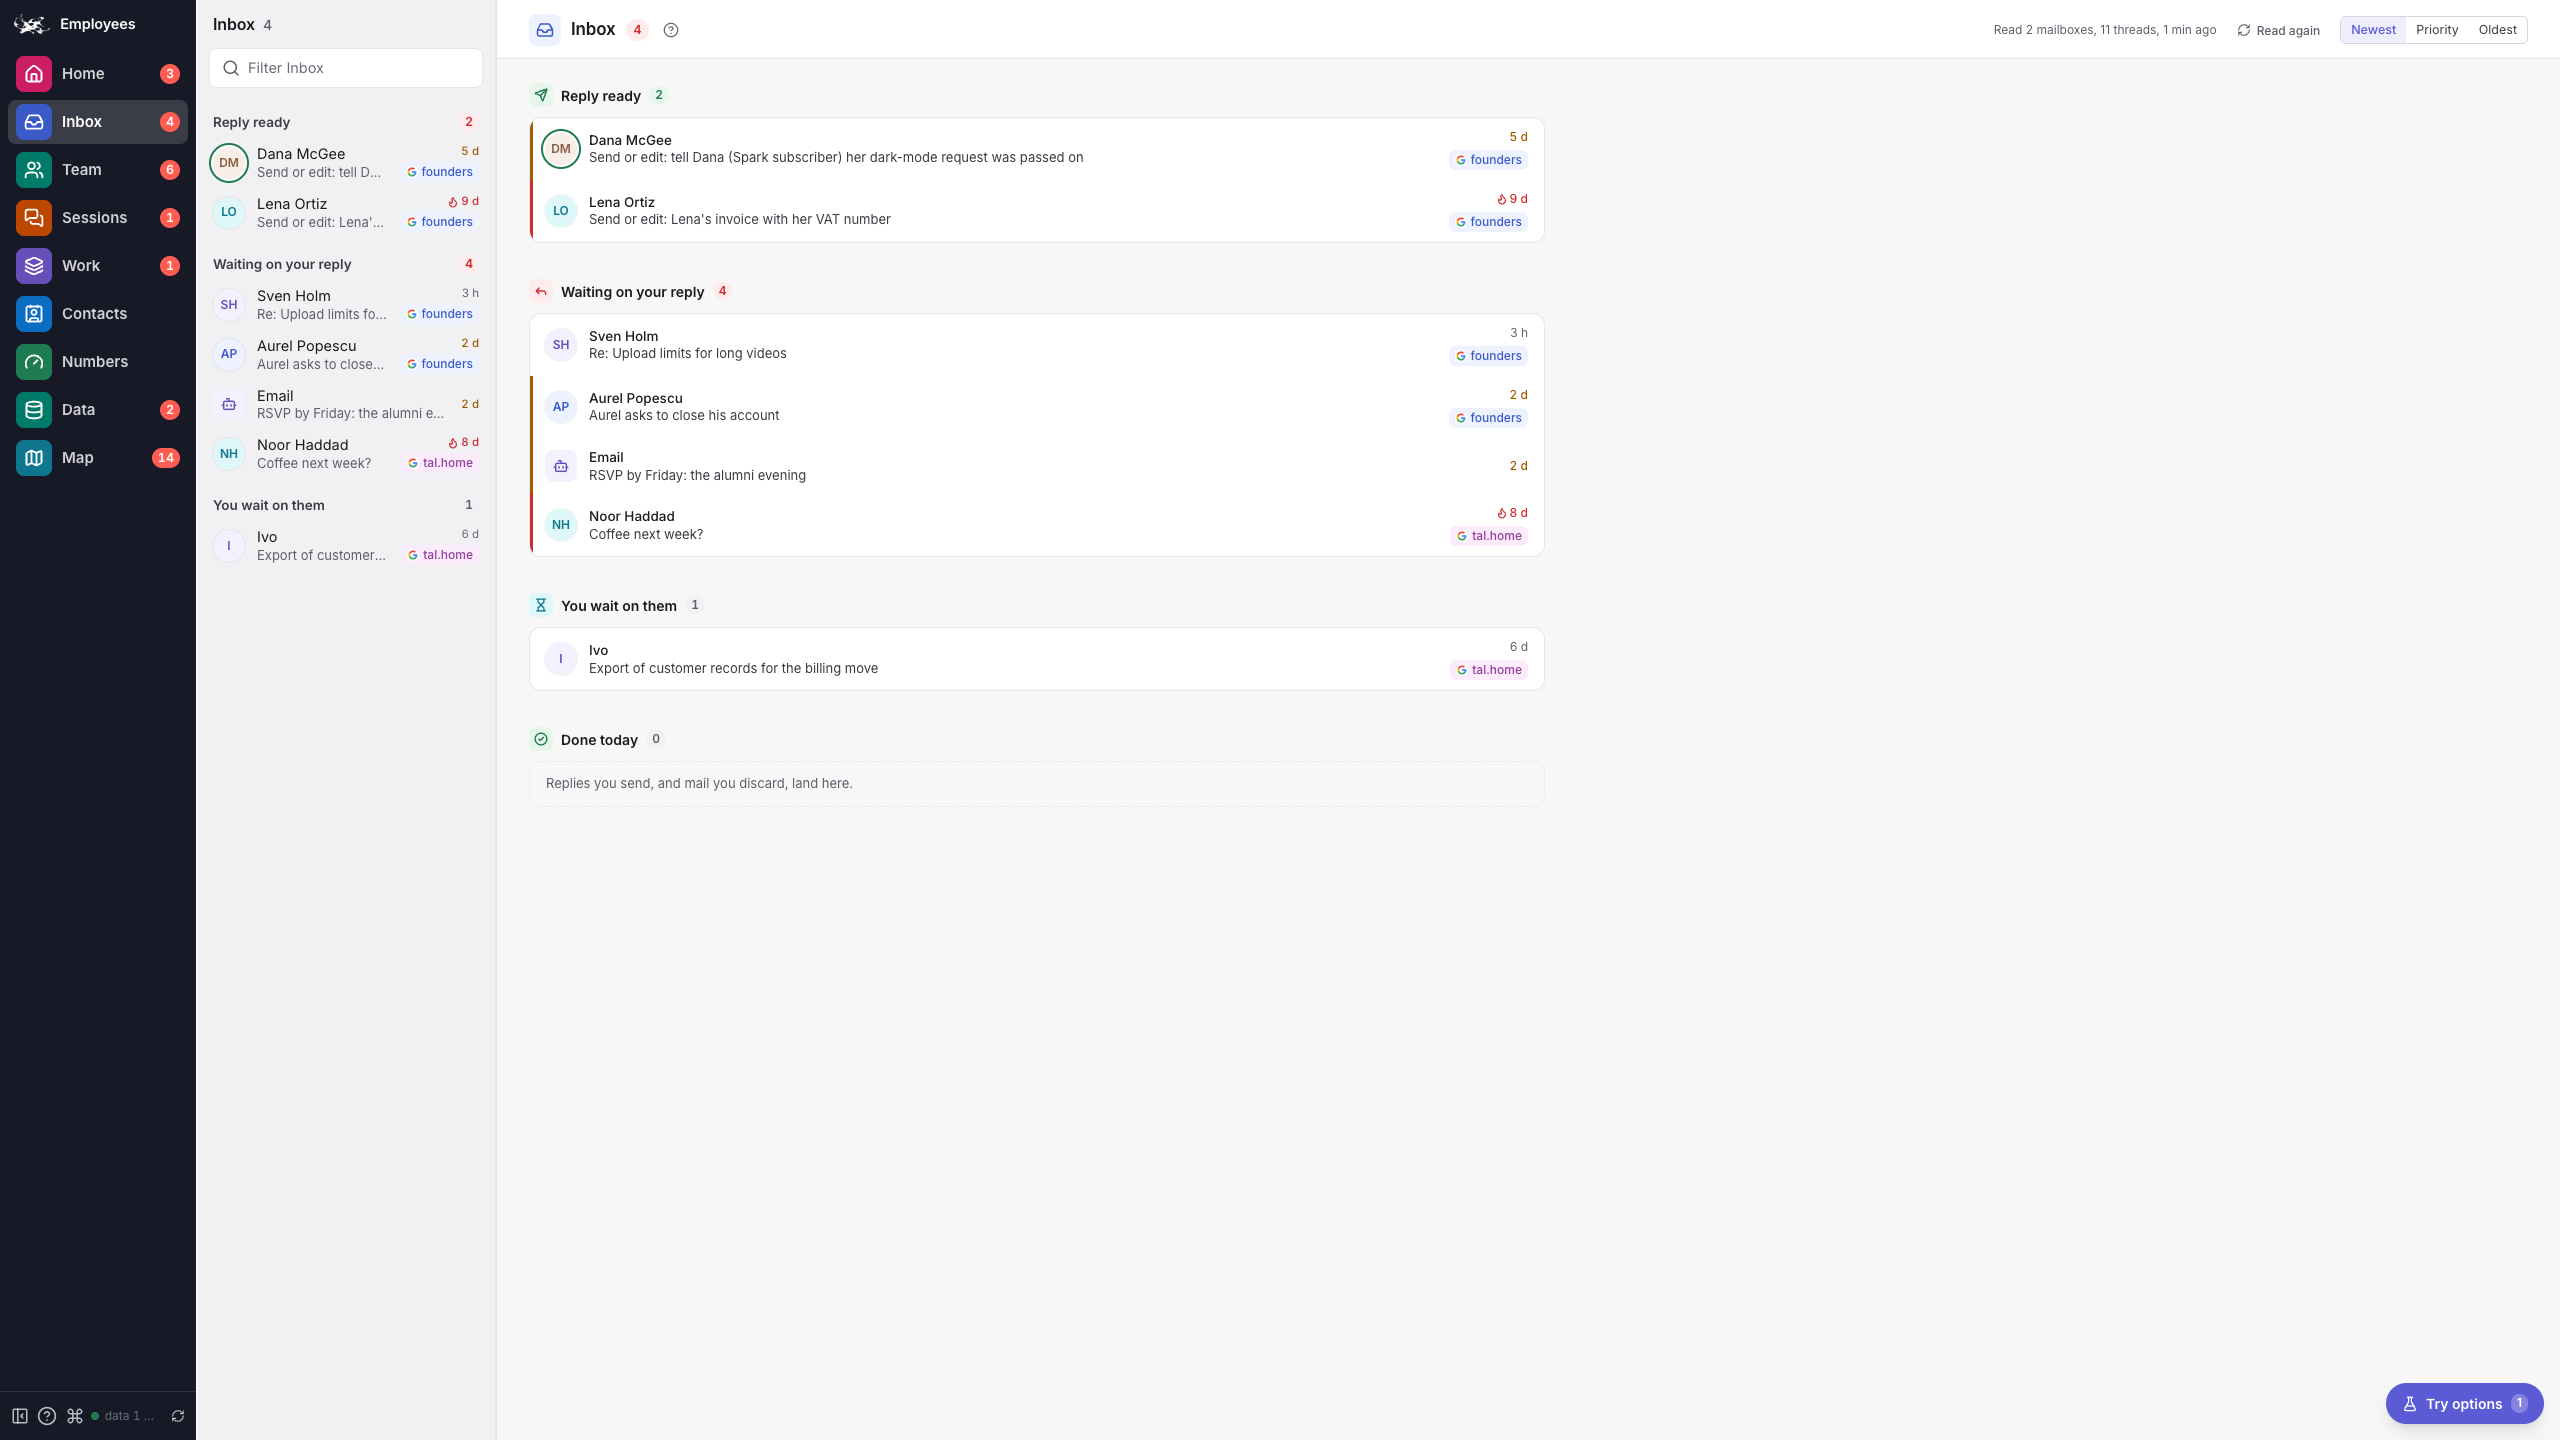 Employees
Home 3
Inbox 4
Team 6
Sessions 1
Work 1
Contacts
Numbers
Data 2
Map 14
data 1 ...
Inbox 4
Filter Inbox
Reply ready 2
DM Dana McGee 5 d
Send or edit: tell D... founders
LO Lena Ortiz 9 d
Send or edit: Lena'... founders
Waiting on your reply 4
SH Sven Holm 3 h
Re: Upload limits fo... founders
AP Aurel Popescu 2 d
Aurel asks to close... founders
Email
RSVP by Friday: the alumni e... 2 d
NH Noor Haddad 8 d
Coffee next week? tal.home
You wait on them 1
I Ivo 6 d
Export of customer... tal.home
Inbox 4
Read 2 mailboxes, 11 threads, 1 min ago Read again Newest Priority Oldest
Reply ready 2
DM Dana McGee 5 d
Send or edit: tell Dana (Spark subscriber) her dark-mode request was passed on founders
LO Lena Ortiz 9 d
Send or edit: Lena's invoice with her VAT number founders
Waiting on your reply 4
SH Sven Holm 3 h
Re: Upload limits for long videos founders
AP Aurel Popescu 2 d
Aurel asks to close his account founders
Email
RSVP by Friday: the alumni evening 2 d
NH Noor Haddad 8 d
Coffee next week? tal.home
You wait on them 1
I Ivo 6 d
Export of customer records for the billing move tal.home
Done today 0
Replies you send, and mail you discard, land here.
Try options 1